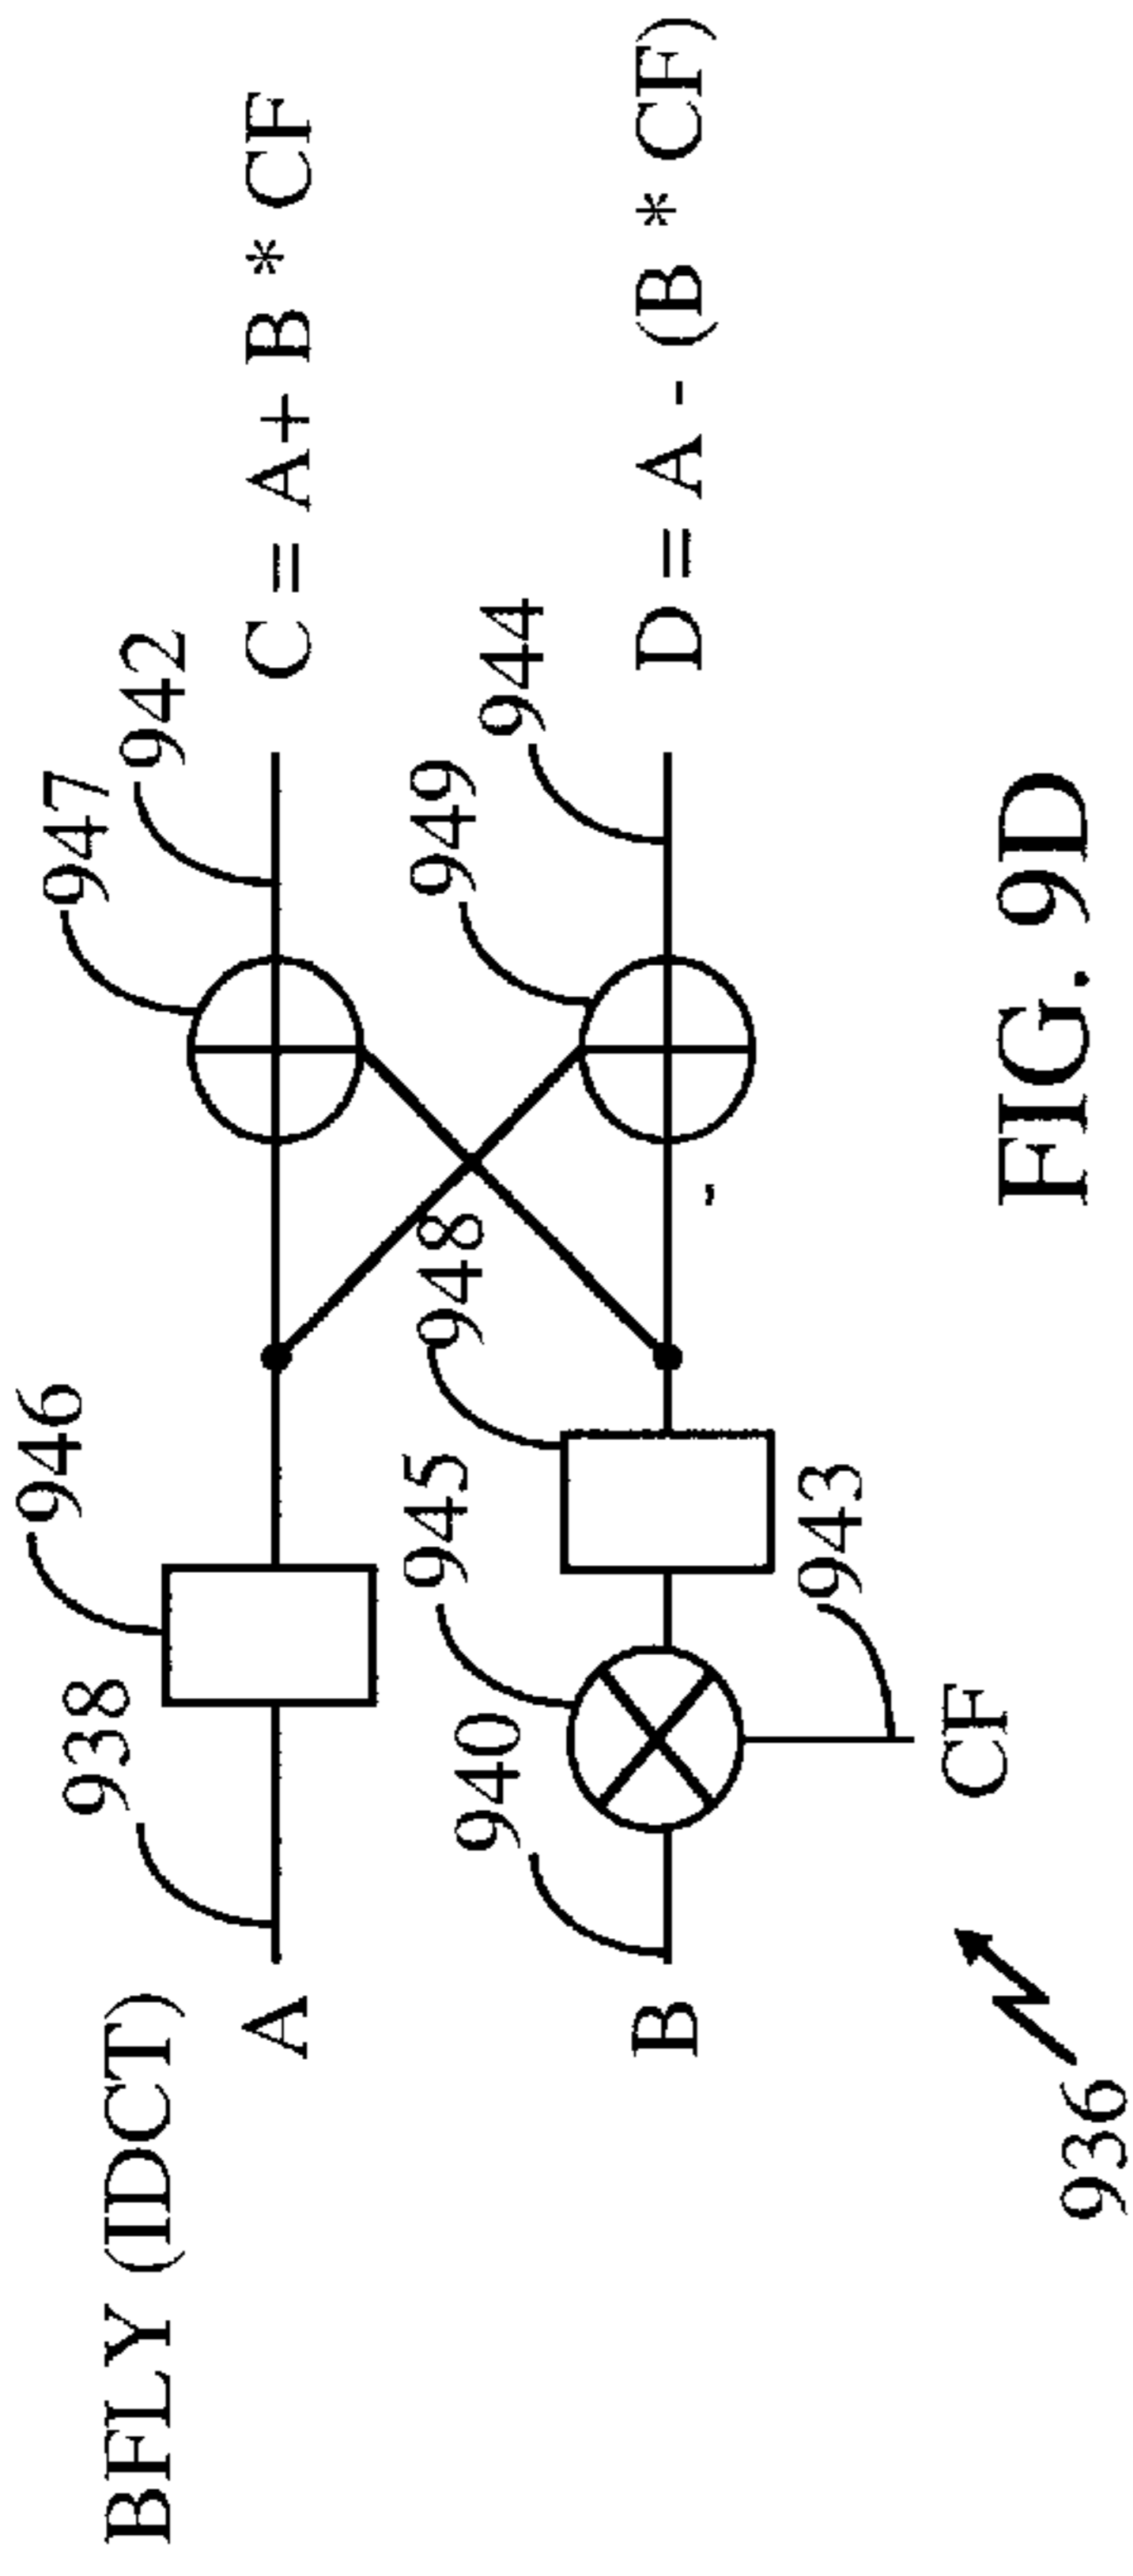 BFLY (IDCT)
946
947
938
942
A
C = A+ B * CF
945
948
949
940
944
B
D = A - (B * CF)
943
CF
936
FIG. 9D